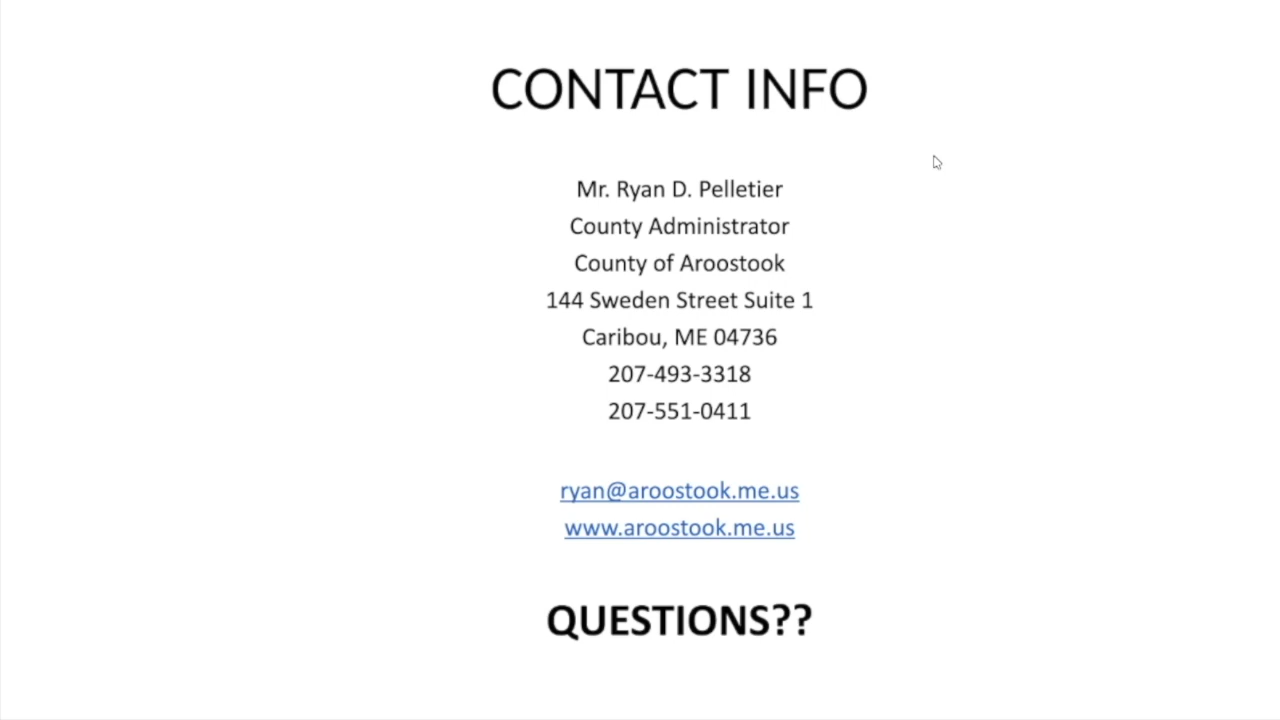 CONTACT INFO
Mr. Ryan D. Pelletier
County Administrator
County of Aroostook
144 Sweden Street Suite 1
Caribou, ME 04736
207-493-3318
207-551-0411
ryan@aroostook.me.us
www.aroostook.me.us
QUESTIONS??